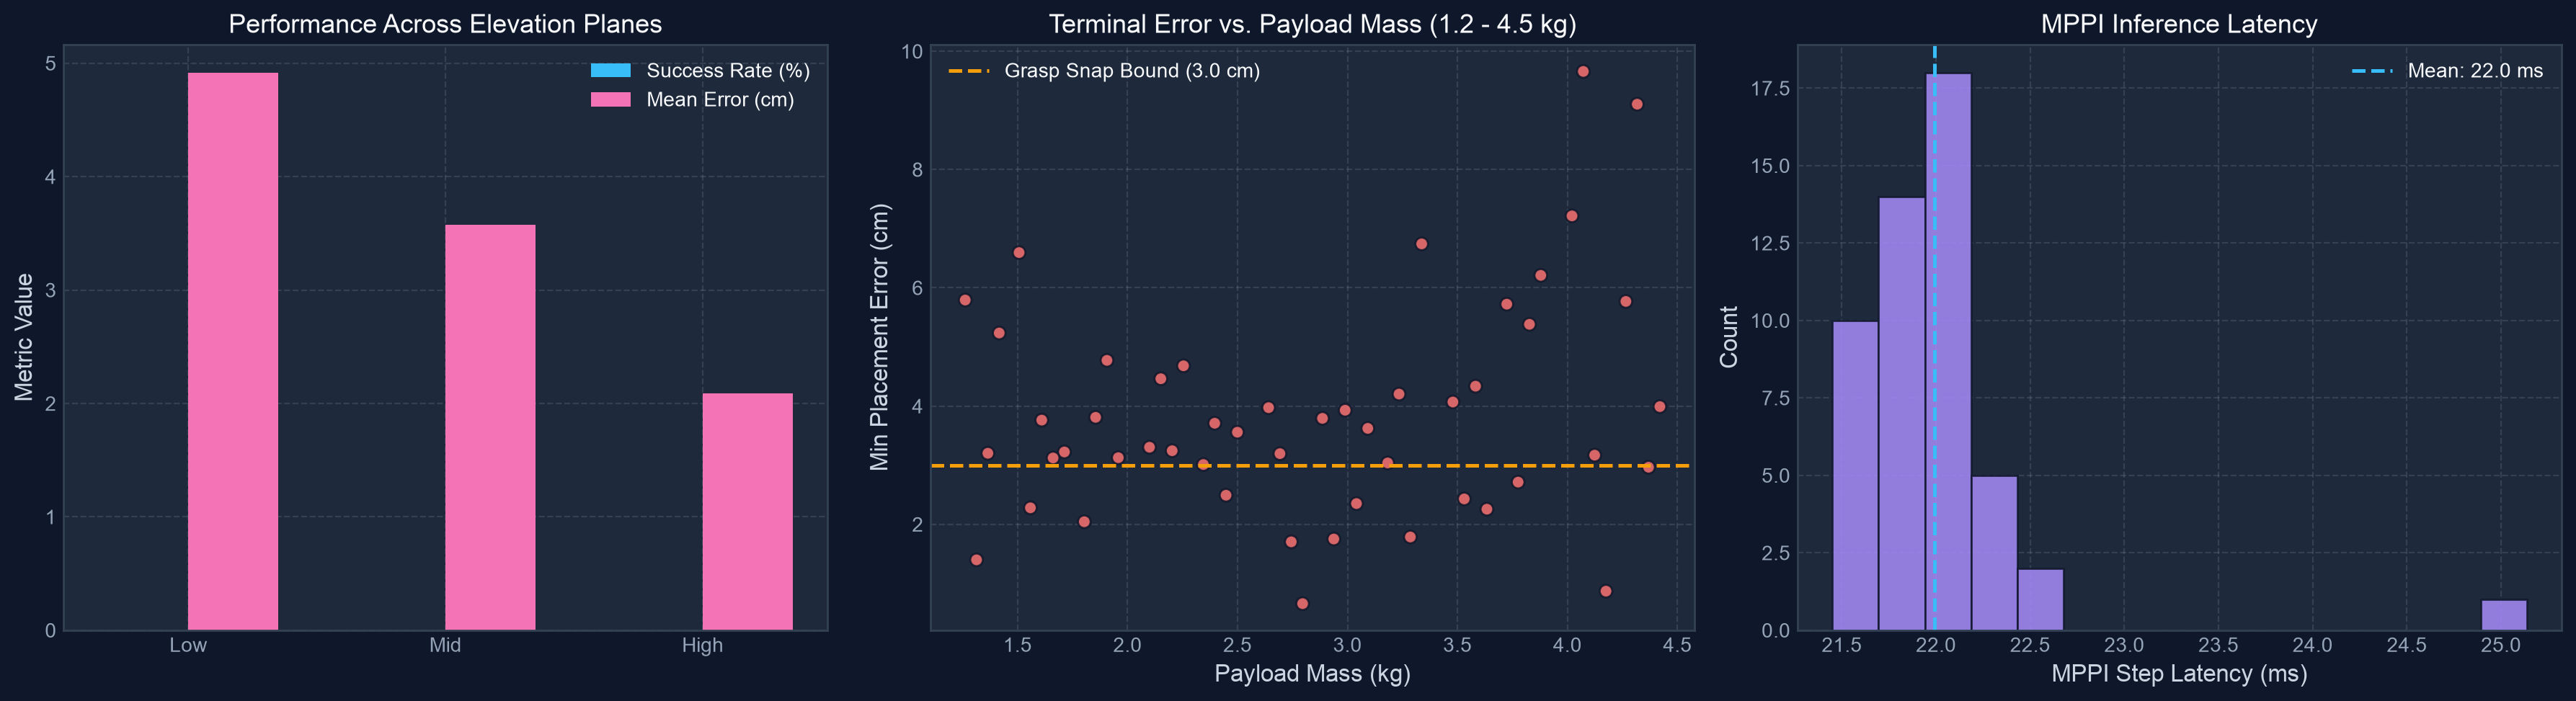 Performance Across Elevation Planes
Success Rate (%)
Mean Error (cm)
Metric Value
5
4
3
2
1
0
Low
Mid
High
Terminal Error vs. Payload Mass (1.2 - 4.5 kg)
Grasp Snap Bound (3.0 cm)
Min Placement Error (cm)
10
8
6
4
2
1.5
2.0
2.5
3.0
3.5
4.0
4.5
Payload Mass (kg)
MPPI Inference Latency
Mean: 22.0 ms
Count
17.5
15.0
12.5
10.0
7.5
5.0
2.5
0.0
21.5
22.0
22.5
23.0
23.5
24.0
24.5
25.0
MPPI Step Latency (ms)